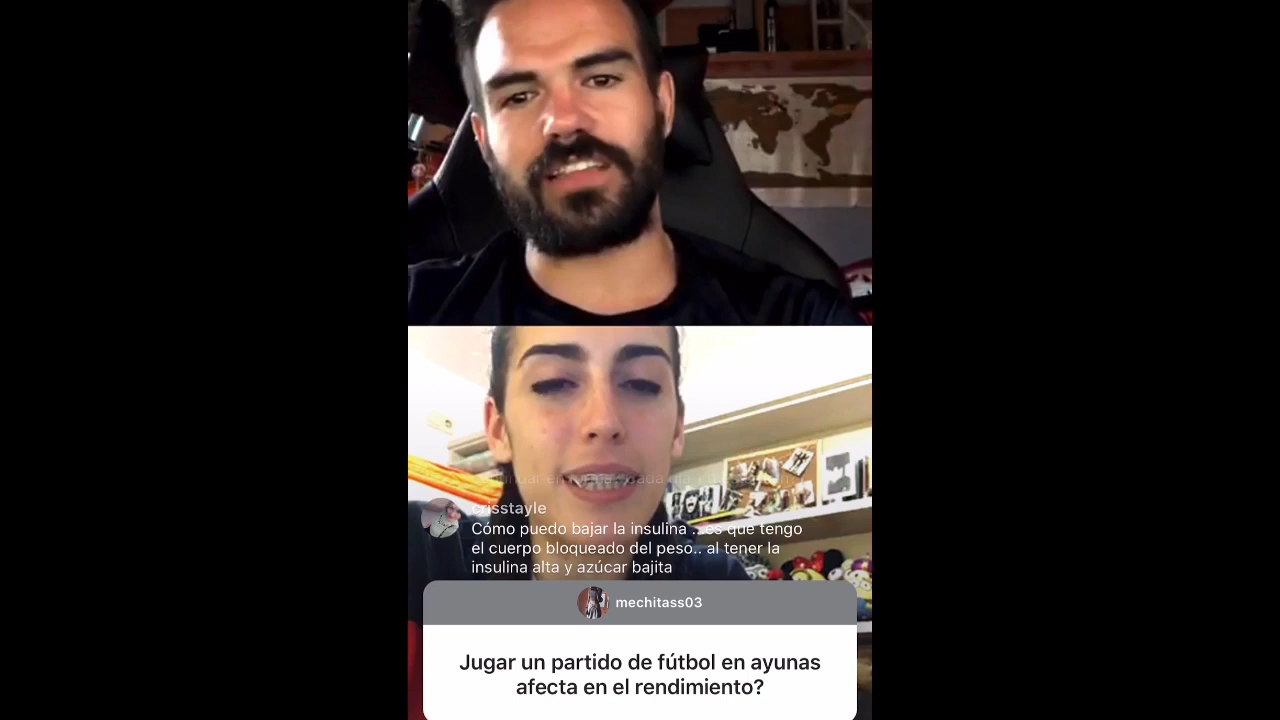 crisstayle
Cómo puedo bajar la insulina .. es que tengo
el cuerpo bloqueado del peso.. al tener la
insulina alta y azúcar bajita
mechitass03
Jugar un partido de fútbol en ayunas
afecta en el rendimiento?